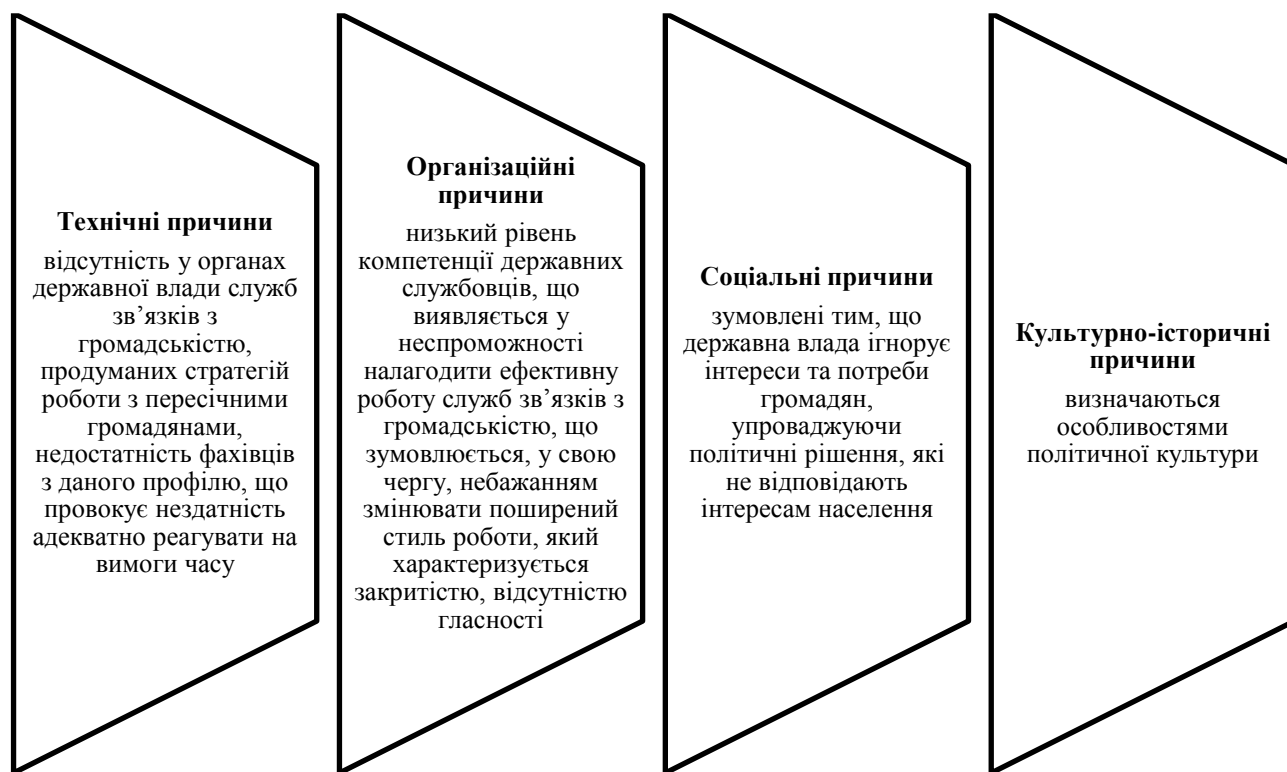 Технічні причини
відсутність у органах
державної влади служб
зв’язків з
громадськістю,
продуманих стратегій
роботи з пересічними
громадянами,
недостатність фахівців
з даного профілю, що
провокує нездатність
адекватно реагувати на
вимоги часу
Організаційні
причини
низький рівень
компетенції державних
службовців, що
виявляється у
неспроможності
налагодити ефективну
роботу служб зв’язків з
громадськістю, що
зумовлюється, у свою
чергу, небажанням
змінювати поширений
стиль роботи, який
характеризується
закритістю, відсутністю
гласності
Соціальні причини
зумовлені тим, що
державна влада ігнорує
інтереси та потреби
громадян,
упроваджуючи
політичні рішення, які
не відповідають
інтересам населення
Культурно-історичні
причини
визначаються
особливостями
політичної культури